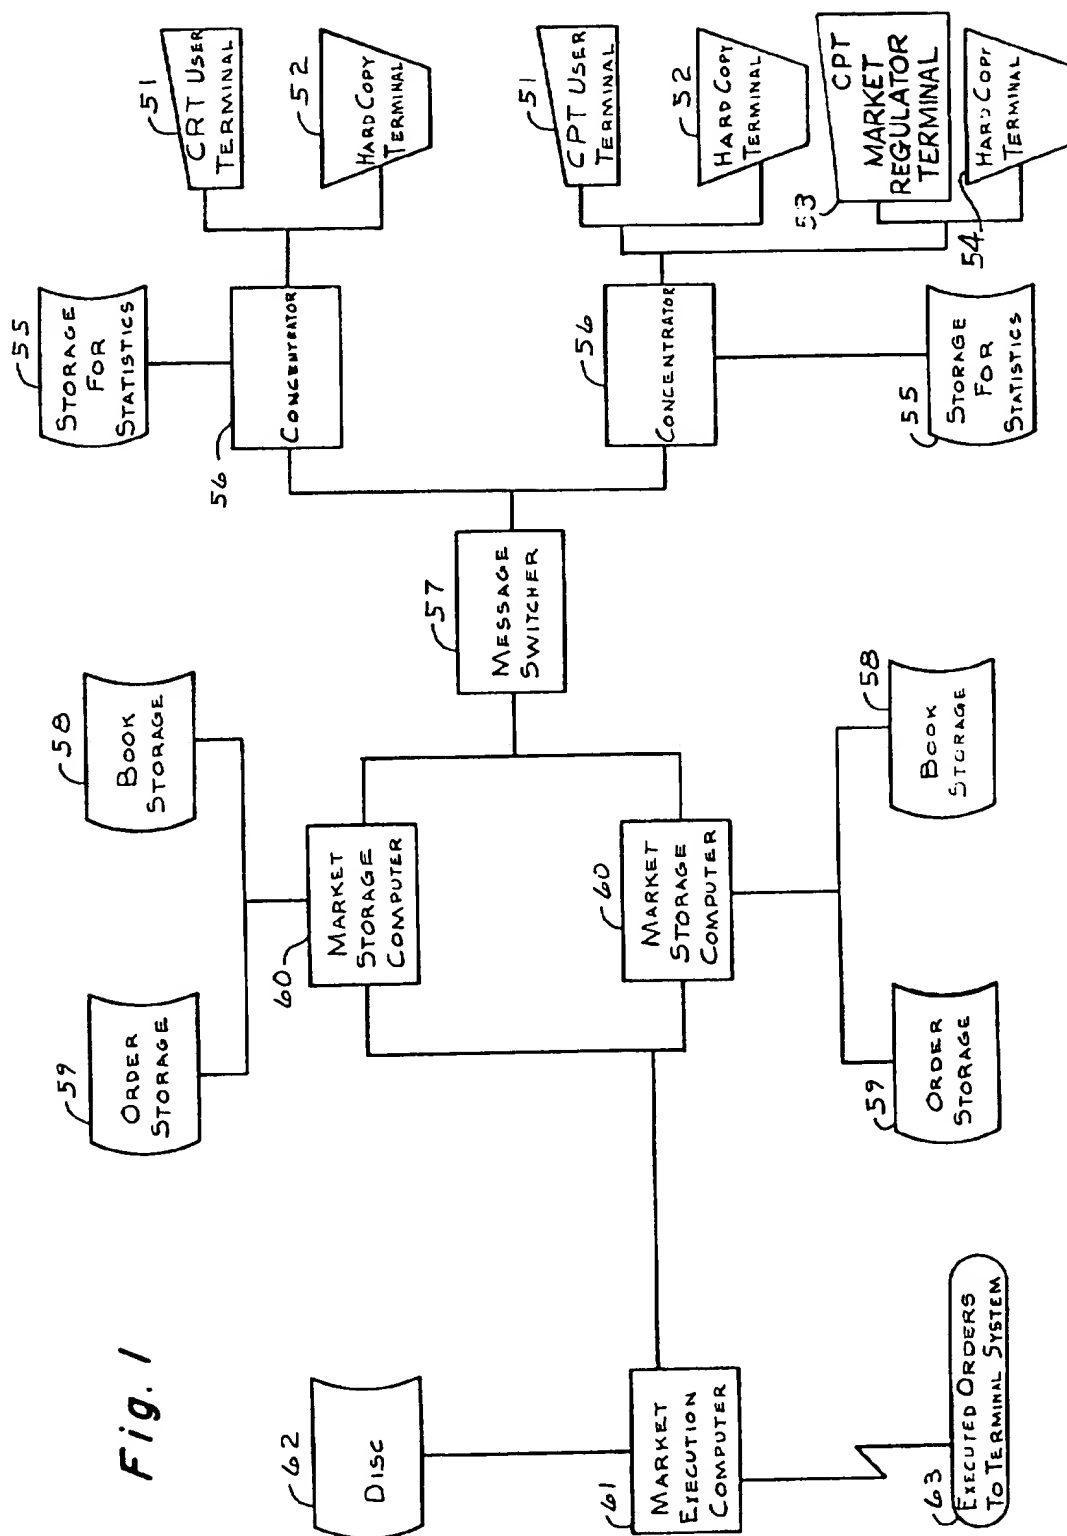 Fig. 1
62
DISC
61
MARKET
EXECUTION
COMPUTER
63
EXECUTED ORDERS
TO TERMINAL SYSTEM
59
ORDER
STORAGE
58
BOOK
STORAGE
60
MARKET
STORAGE
COMPUTER
60
MARKET
STORAGE
COMPUTER
59
ORDER
STORAGE
58
BOOK
STORAGE
57
MESSAGE
SWITCHER
55
STORAGE
FOR
STATISTICS
56
CONCENTRATOR
56
CONCENTRATOR
55
STORAGE
FOR
STATISTICS
51
CRT USER
TERMINAL
52
HARD COPY
TERMINAL
51
CPT USER
TERMINAL
52
HARD COPY
TERMINAL
53
CPT
MARKET
REGULATOR
TERMINAL
54
HARD COPY
TERMINAL